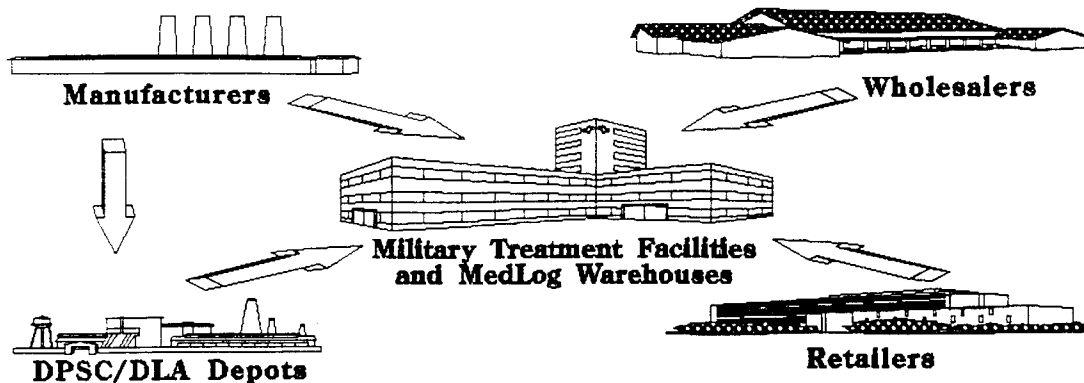 Manufacturers
Wholesalers
Military Treatment Facilities
and MedLog Warehouses
DPSC/DLA Depots
Retailers